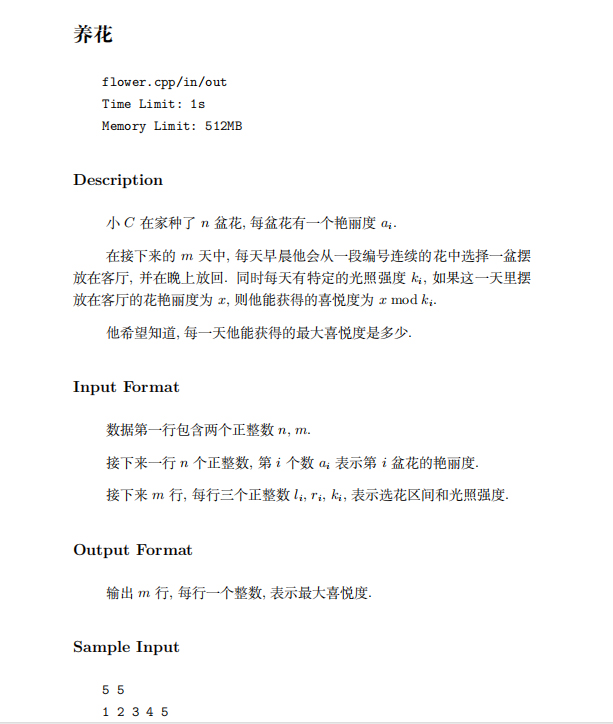 养花
flower.cpp/in/out
Time Limit: 1s
Memory Limit: 512MB
Description
小 C 在家种了 n 盆花, 每盆花有一个艳丽度 aᵢ.
在接下来的 m 天中, 每天早晨他会从一段编号连续的花中选择一盆摆
放在客厅, 并在晚上放回. 同时每天有特定的光照强度 kᵢ, 如果这一天里摆
放在客厅的花艳丽度为 x, 则他能获得的喜悦度为 x mod kᵢ.
他希望知道, 每一天他能获得的最大喜悦度是多少.
Input Format
数据第一行包含两个正整数 n, m.
接下来一行 n 个正整数, 第 i 个数 aᵢ 表示第 i 盆花的艳丽度.
接下来 m 行, 每行三个正整数 lᵢ, rᵢ, kᵢ, 表示选花区间和光照强度.
Output Format
输出 m 行, 每行一个整数, 表示最大喜悦度.
Sample Input
5 5
1 2 3 4 5